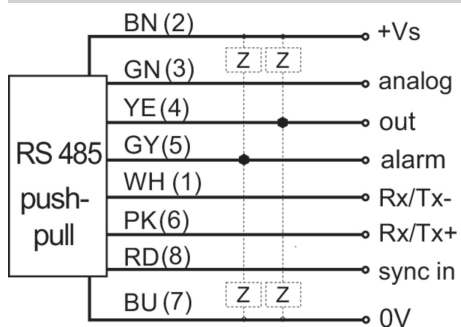 BN (2) +Vs
Z Z
GN (3) analog
YE (4) out
RS 485 GY (5) alarm
push- WH (1) Rx/Tx-
pull PK(6) Rx/Tx+
RD(8) sync in
Z Z
BU (7) 0V